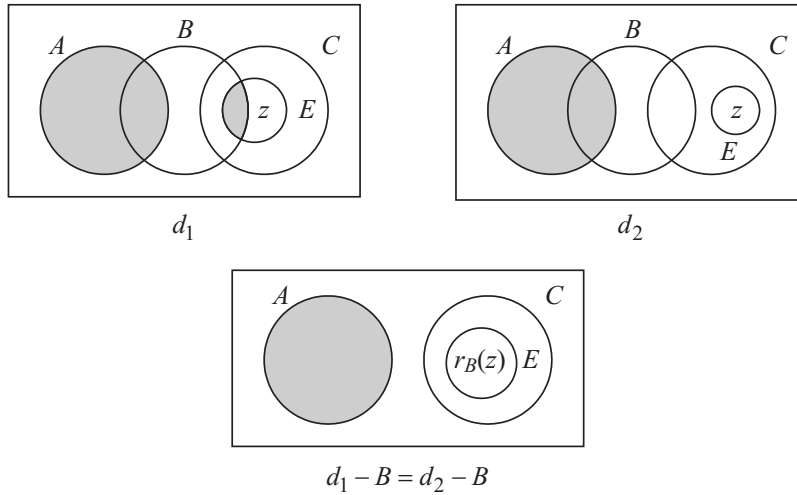 A B C A B C
z E z
E
d1 d2
A C
rB(z) E
d1 − B = d2 − B